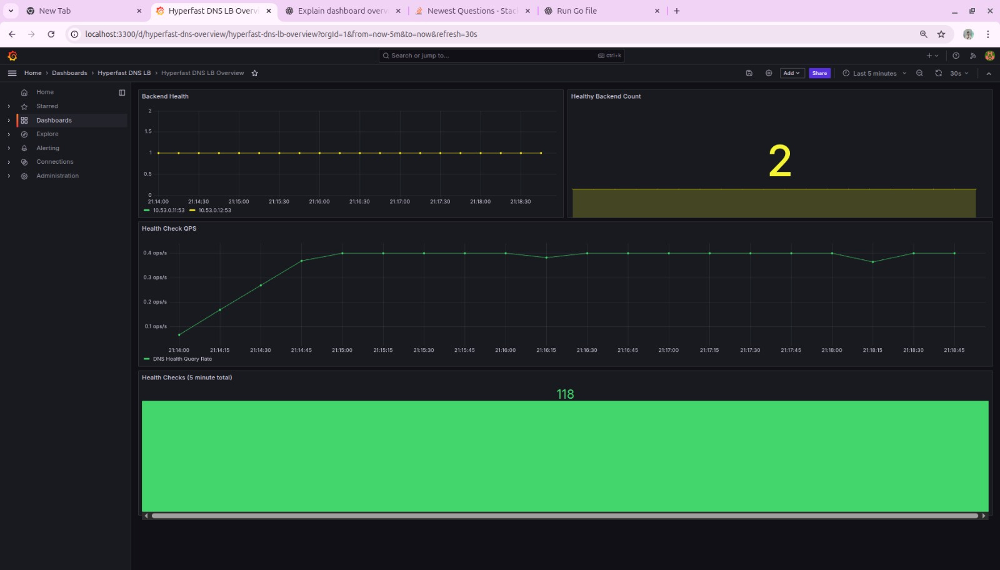 New Tab
Hyperfast DNS LB Overv
Explain dashboard overv
Newest Questions - Stac
Run Go file
localhost:3300/d/hyperfast-dns-overview/hyperfast-dns-lb-overview?orgId=1&from=now-5m&to=now&refresh=30s
Search or jump to...
ctrl+k
Home › Dashboards › Hyperfast DNS LB › Hyperfast DNS LB Overview
Add
Share
Last 5 minutes
30s
Home
Starred
Dashboards
Explore
Alerting
Connections
Administration
Backend Health
2
1.5
1
0.5
0
21:14:00 21:14:30 21:15:00 21:15:30 21:16:00 21:16:30 21:17:00 21:17:30 21:18:00 21:18:30
10.53.0.11:53 10.53.0.12:53
Healthy Backend Count
2
Health Check QPS
0.4 ops/s
0.3 ops/s
0.2 ops/s
0.1 ops/s
21:14:00 21:14:15 21:14:30 21:14:45 21:15:00 21:15:15 21:15:30 21:15:45 21:16:00 21:16:15 21:16:30 21:16:45 21:17:00 21:17:15 21:17:30 21:17:45 21:18:00 21:18:15 21:18:30 21:18:45
DNS Health Query Rate
Health Checks (5 minute total)
118